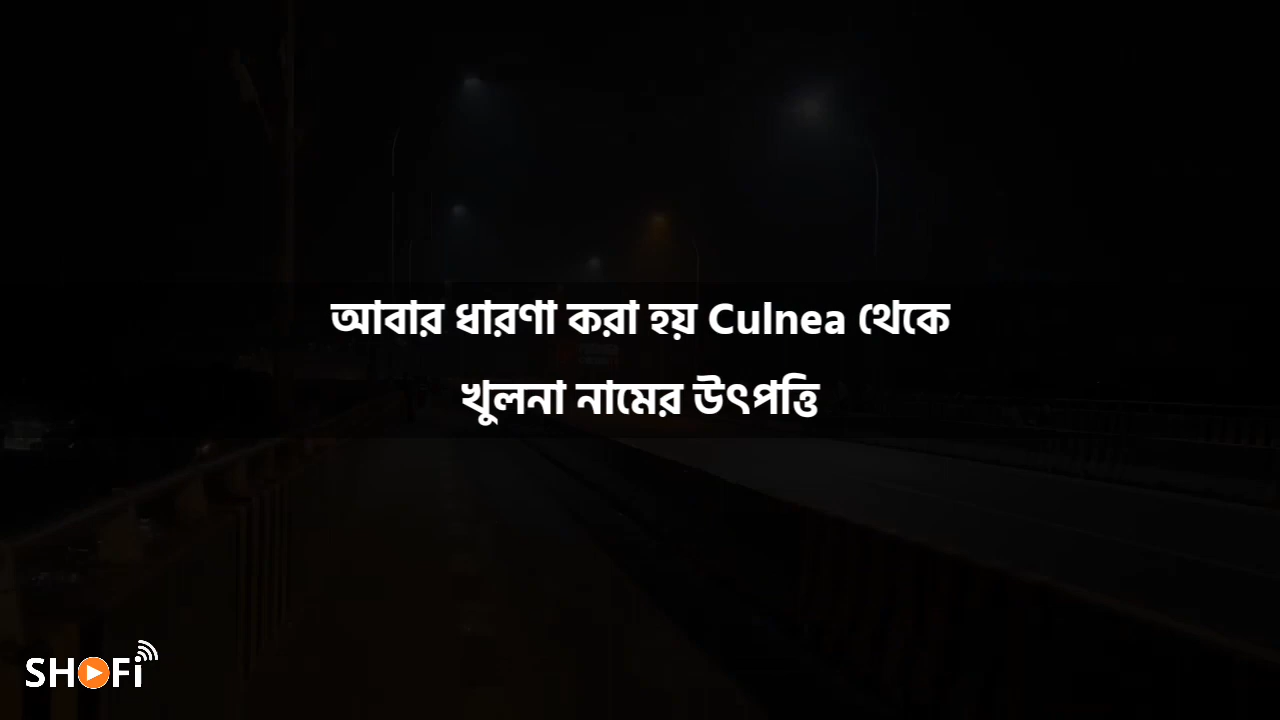 আবার ধারণা করা হয় Culnea থেকে
খুলনা নামের উৎপত্তি
SHOFi